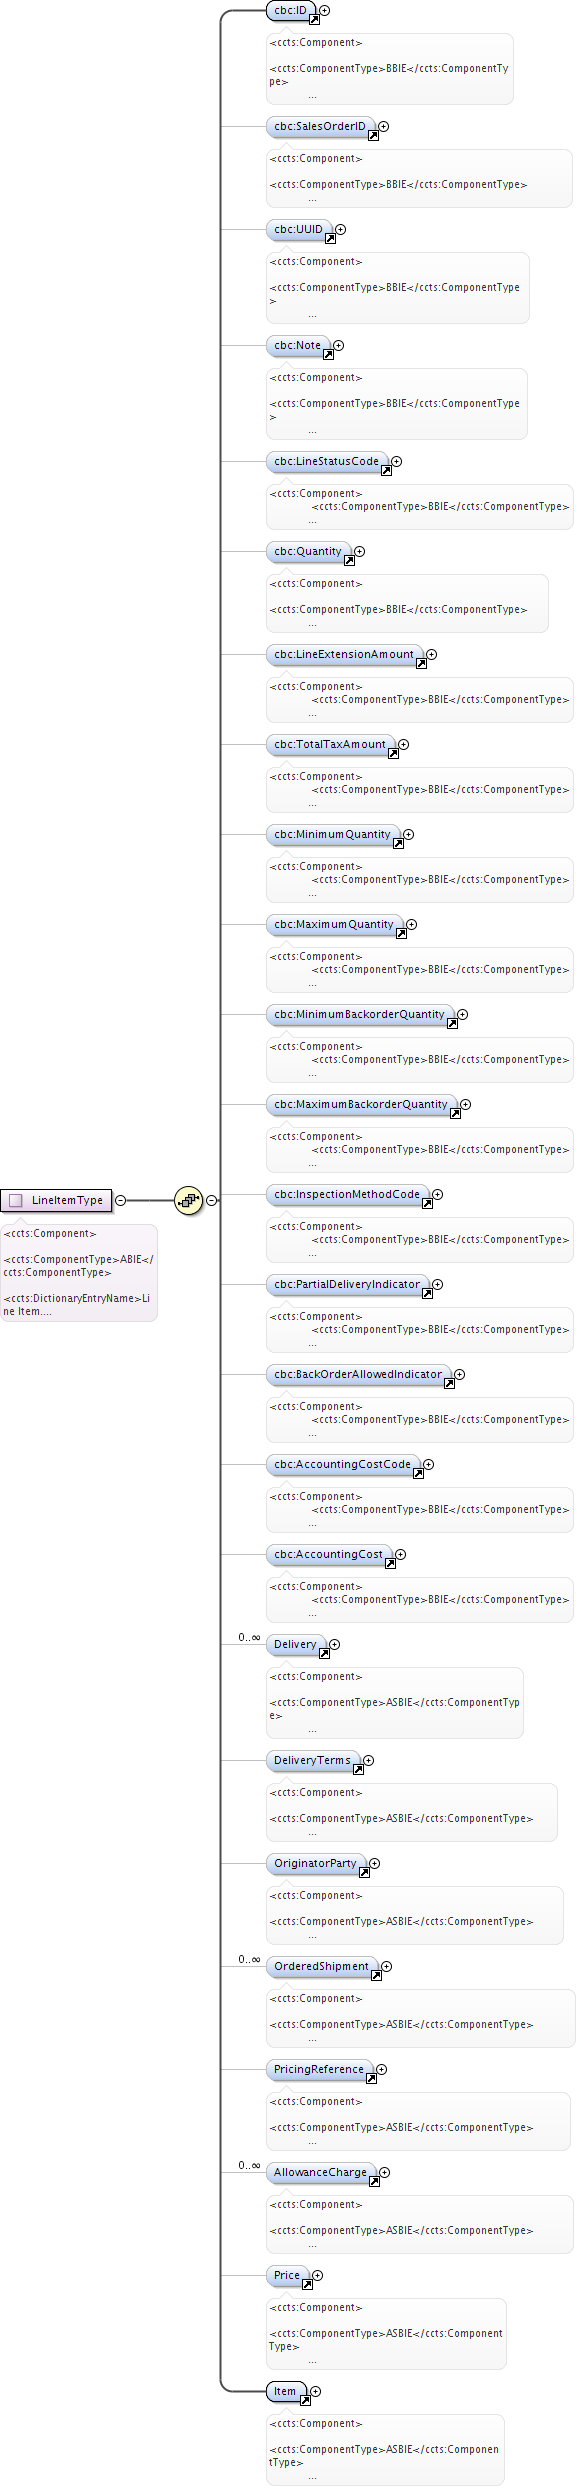 cbc:ID
<ccts:Component>
<ccts:ComponentType>BBIE</ccts:ComponentTy
pe>
...
cbc:SalesOrderID
<ccts:Component>
<ccts:ComponentType>BBIE</ccts:ComponentType>
...
cbc:UUID
<ccts:Component>
<ccts:ComponentType>BBIE</ccts:ComponentType
>
...
cbc:Note
<ccts:Component>
<ccts:ComponentType>BBIE</ccts:ComponentType
>
...
cbc:LineStatusCode
<ccts:Component>
<ccts:ComponentType>BBIE</ccts:ComponentType>
...
cbc:Quantity
<ccts:Component>
<ccts:ComponentType>BBIE</ccts:ComponentType>
...
cbc:LineExtensionAmount
<ccts:Component>
<ccts:ComponentType>BBIE</ccts:ComponentType>
...
cbc:TotalTaxAmount
<ccts:Component>
<ccts:ComponentType>BBIE</ccts:ComponentType>
...
cbc:MinimumQuantity
<ccts:Component>
<ccts:ComponentType>BBIE</ccts:ComponentType>
...
cbc:MaximumQuantity
<ccts:Component>
<ccts:ComponentType>BBIE</ccts:ComponentType>
...
cbc:MinimumBackorderQuantity
<ccts:Component>
<ccts:ComponentType>BBIE</ccts:ComponentType>
...
cbc:MaximumBackorderQuantity
<ccts:Component>
<ccts:ComponentType>BBIE</ccts:ComponentType>
...
LineItemType
<ccts:Component>
<ccts:ComponentType>ABIE</
ccts:ComponentType>
<ccts:DictionaryEntryName>Li
ne Item....
cbc:InspectionMethodCode
<ccts:Component>
<ccts:ComponentType>BBIE</ccts:ComponentType>
...
cbc:PartialDeliveryIndicator
<ccts:Component>
<ccts:ComponentType>BBIE</ccts:ComponentType>
...
cbc:BackOrderAllowedIndicator
<ccts:Component>
<ccts:ComponentType>BBIE</ccts:ComponentType>
...
cbc:AccountingCostCode
<ccts:Component>
<ccts:ComponentType>BBIE</ccts:ComponentType>
...
cbc:AccountingCost
<ccts:Component>
<ccts:ComponentType>BBIE</ccts:ComponentType>
...
0..∞ Delivery
<ccts:Component>
<ccts:ComponentType>ASBIE</ccts:ComponentTyp
e>
...
DeliveryTerms
<ccts:Component>
<ccts:ComponentType>ASBIE</ccts:ComponentType>
...
OriginatorParty
<ccts:Component>
<ccts:ComponentType>ASBIE</ccts:ComponentType>
...
0..∞ OrderedShipment
<ccts:Component>
<ccts:ComponentType>ASBIE</ccts:ComponentType>
...
PricingReference
<ccts:Component>
<ccts:ComponentType>ASBIE</ccts:ComponentType>
...
0..∞ AllowanceCharge
<ccts:Component>
<ccts:ComponentType>ASBIE</ccts:ComponentType>
...
Price
<ccts:Component>
<ccts:ComponentType>ASBIE</ccts:Component
Type>
...
Item
<ccts:Component>
<ccts:ComponentType>ASBIE</ccts:Componen
tType>
...